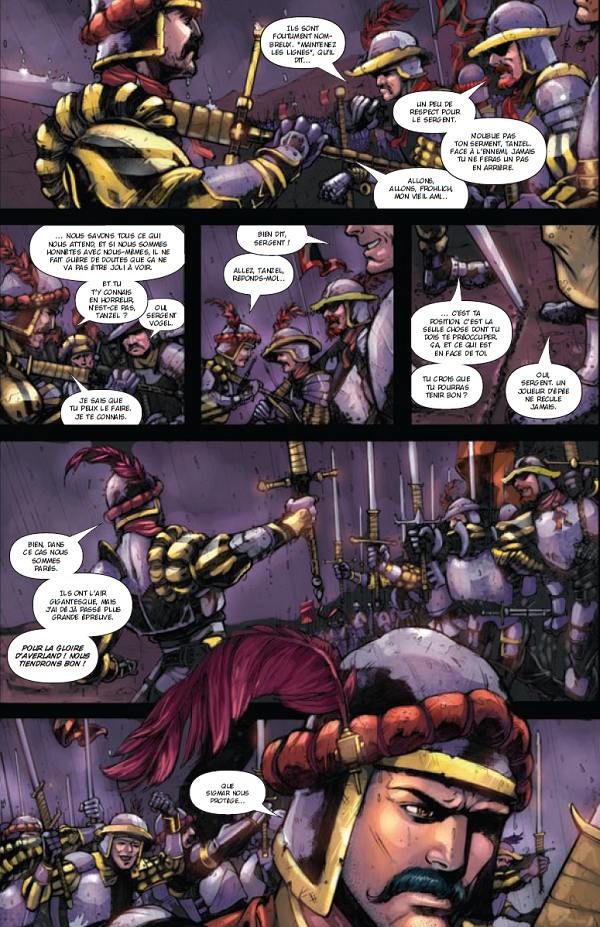 ILS SONT
FOUTUMENT NOM-
BREUX. "MAINTENEZ
LES LIGNES", QU'IL
DIT...
UN PEU DE
RESPECT POUR
LE SERGENT.
N'OUBLIE PAS
TON SERMENT, TANZEL.
FACE À L'ENNEMI, JAMAIS
TU NE FERAS UN PAS
EN ARRIÈRE.
ALLONS,
ALLONS, FROHLICH,
MON VIEIL AMI...
... NOUS SAVONS TOUS CE QUI
NOUS ATTEND, ET SI NOUS SOMMES
HONNÊTES AVEC NOUS-MÊMES, IL NE
FAIT GUÈRE DE DOUTES QUE ÇA NE
VA PAS ÊTRE JOLI À VOIR.
ET TU
T'Y CONNAIS
EN HORREUR,
N'EST-CE PAS,
TANZEL ?
OUI,
SERGENT
VOGEL.
JE SAIS QUE
TU PEUX LE FAIRE.
JE TE CONNAIS.
BIEN DIT,
SERGENT !
ALLEZ, TANZEL,
RÉPONDS-MOI...
... C'EST TA
POSITION. C'EST LA
SEULE CHOSE DONT TU
DOIS TE PRÉOCCUPER.
ÇA, ET CE QUI EST
EN FACE DE TOI.
TU CROIS QUE
TU POURRAS
TENIR BON ?
OUI,
SERGENT. UN
JOUEUR D'ÉPÉE
NE RECULE
JAMAIS.
BIEN, DANS
CE CAS NOUS
SOMMES
PARÉS.
ILS ONT L'AIR
GIGANTESQUE, MAIS
J'AI DÉJÀ PASSÉ PLUS
GRANDE ÉPREUVE.
POUR LA GLOIRE
D'AVERLAND ! NOUS
TIENDRONS BON !
QUE
SIGMAR NOUS
PROTÈGE...